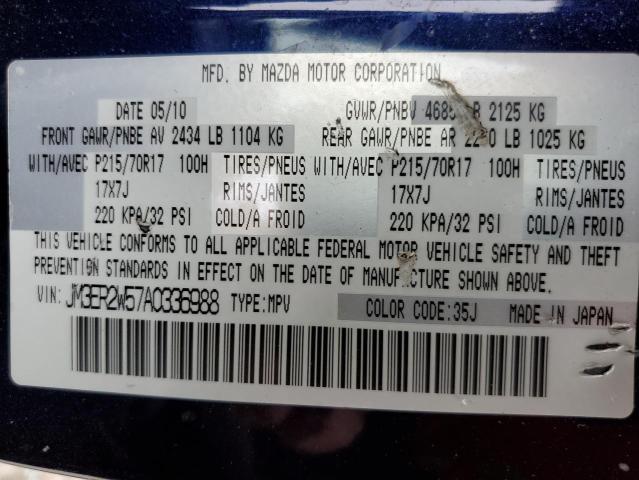 MFD. BY MAZDA MOTOR CORPORATION
DATE 05/10 GVWR/PNBV LB 2125 KG
FRONT GAWR/PNBE AV 2434 LB 1104 KG REAR GAWR/PNBE AR LB 1025 KG
WITH/AVEC P215/70R17 100H TIRES/PNEUS WITH/AVEC P215/70R17 100H TIRES/PNEUS
17X7J RIMS/JANTES 17X7J RIMS/JANTES
220 KPA/32 PSI COLD/A FROID 220 KPA/32 PSI COLD/A FROID
THIS VEHICLE CONFORMS TO ALL APPLICABLE FEDERAL MOTOR VEHICLE SAFETY AND THEFT
PREVENTION STANDARDS IN EFFECT ON THE DATE OF MANUFACTURE SHOWN ABOVE.
VIN: JM3ER2W57A0336988 TYPE:MPV COLOR CODE:35J MADE IN JAPAN